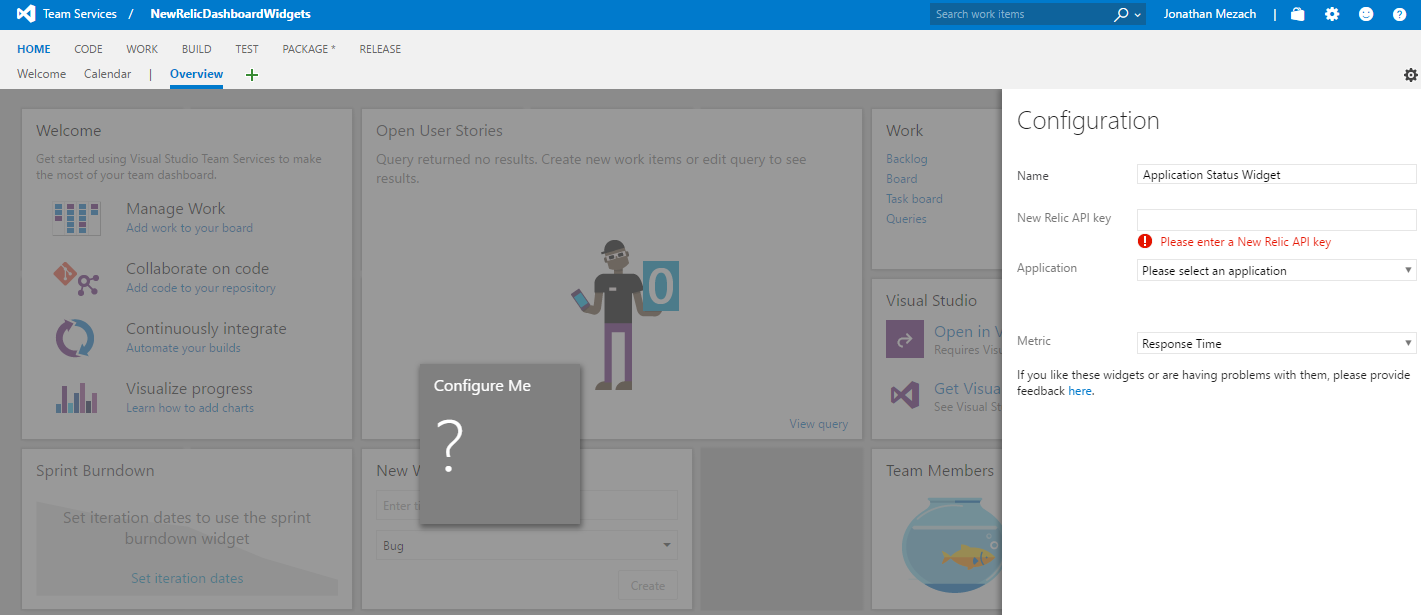 Team Services / NewRelicDashboardWidgets
Search work items
Jonathan Mezach
|
?
HOME CODE WORK BUILD TEST PACKAGE * RELEASE
Welcome Calendar | Overview +
Welcome
Get started using Visual Studio Team Services to make
the most of your team dashboard.
Manage Work
Add work to your board
Collaborate on code
Add code to your repository
Continuously integrate
Automate your builds
Visualize progress
Learn how to add charts
Open User Stories
Query returned no results. Create new work items or edit query to see
results.
0
View query
Work
Backlog
Board
Task board
Queries
Visual Studio
Open in V
Requires Visu
Get Visua
See Visual St
Sprint Burndown
Set iteration dates to use the sprint
burndown widget
Set iteration dates
New W
Enter ti
Bug
Create
Configure Me
?
Team Members
Configuration
Name
Application Status Widget
New Relic API key
! Please enter a New Relic API key
Application
Please select an application
Metric
Response Time
If you like these widgets or are having problems with them, please provide
feedback here.